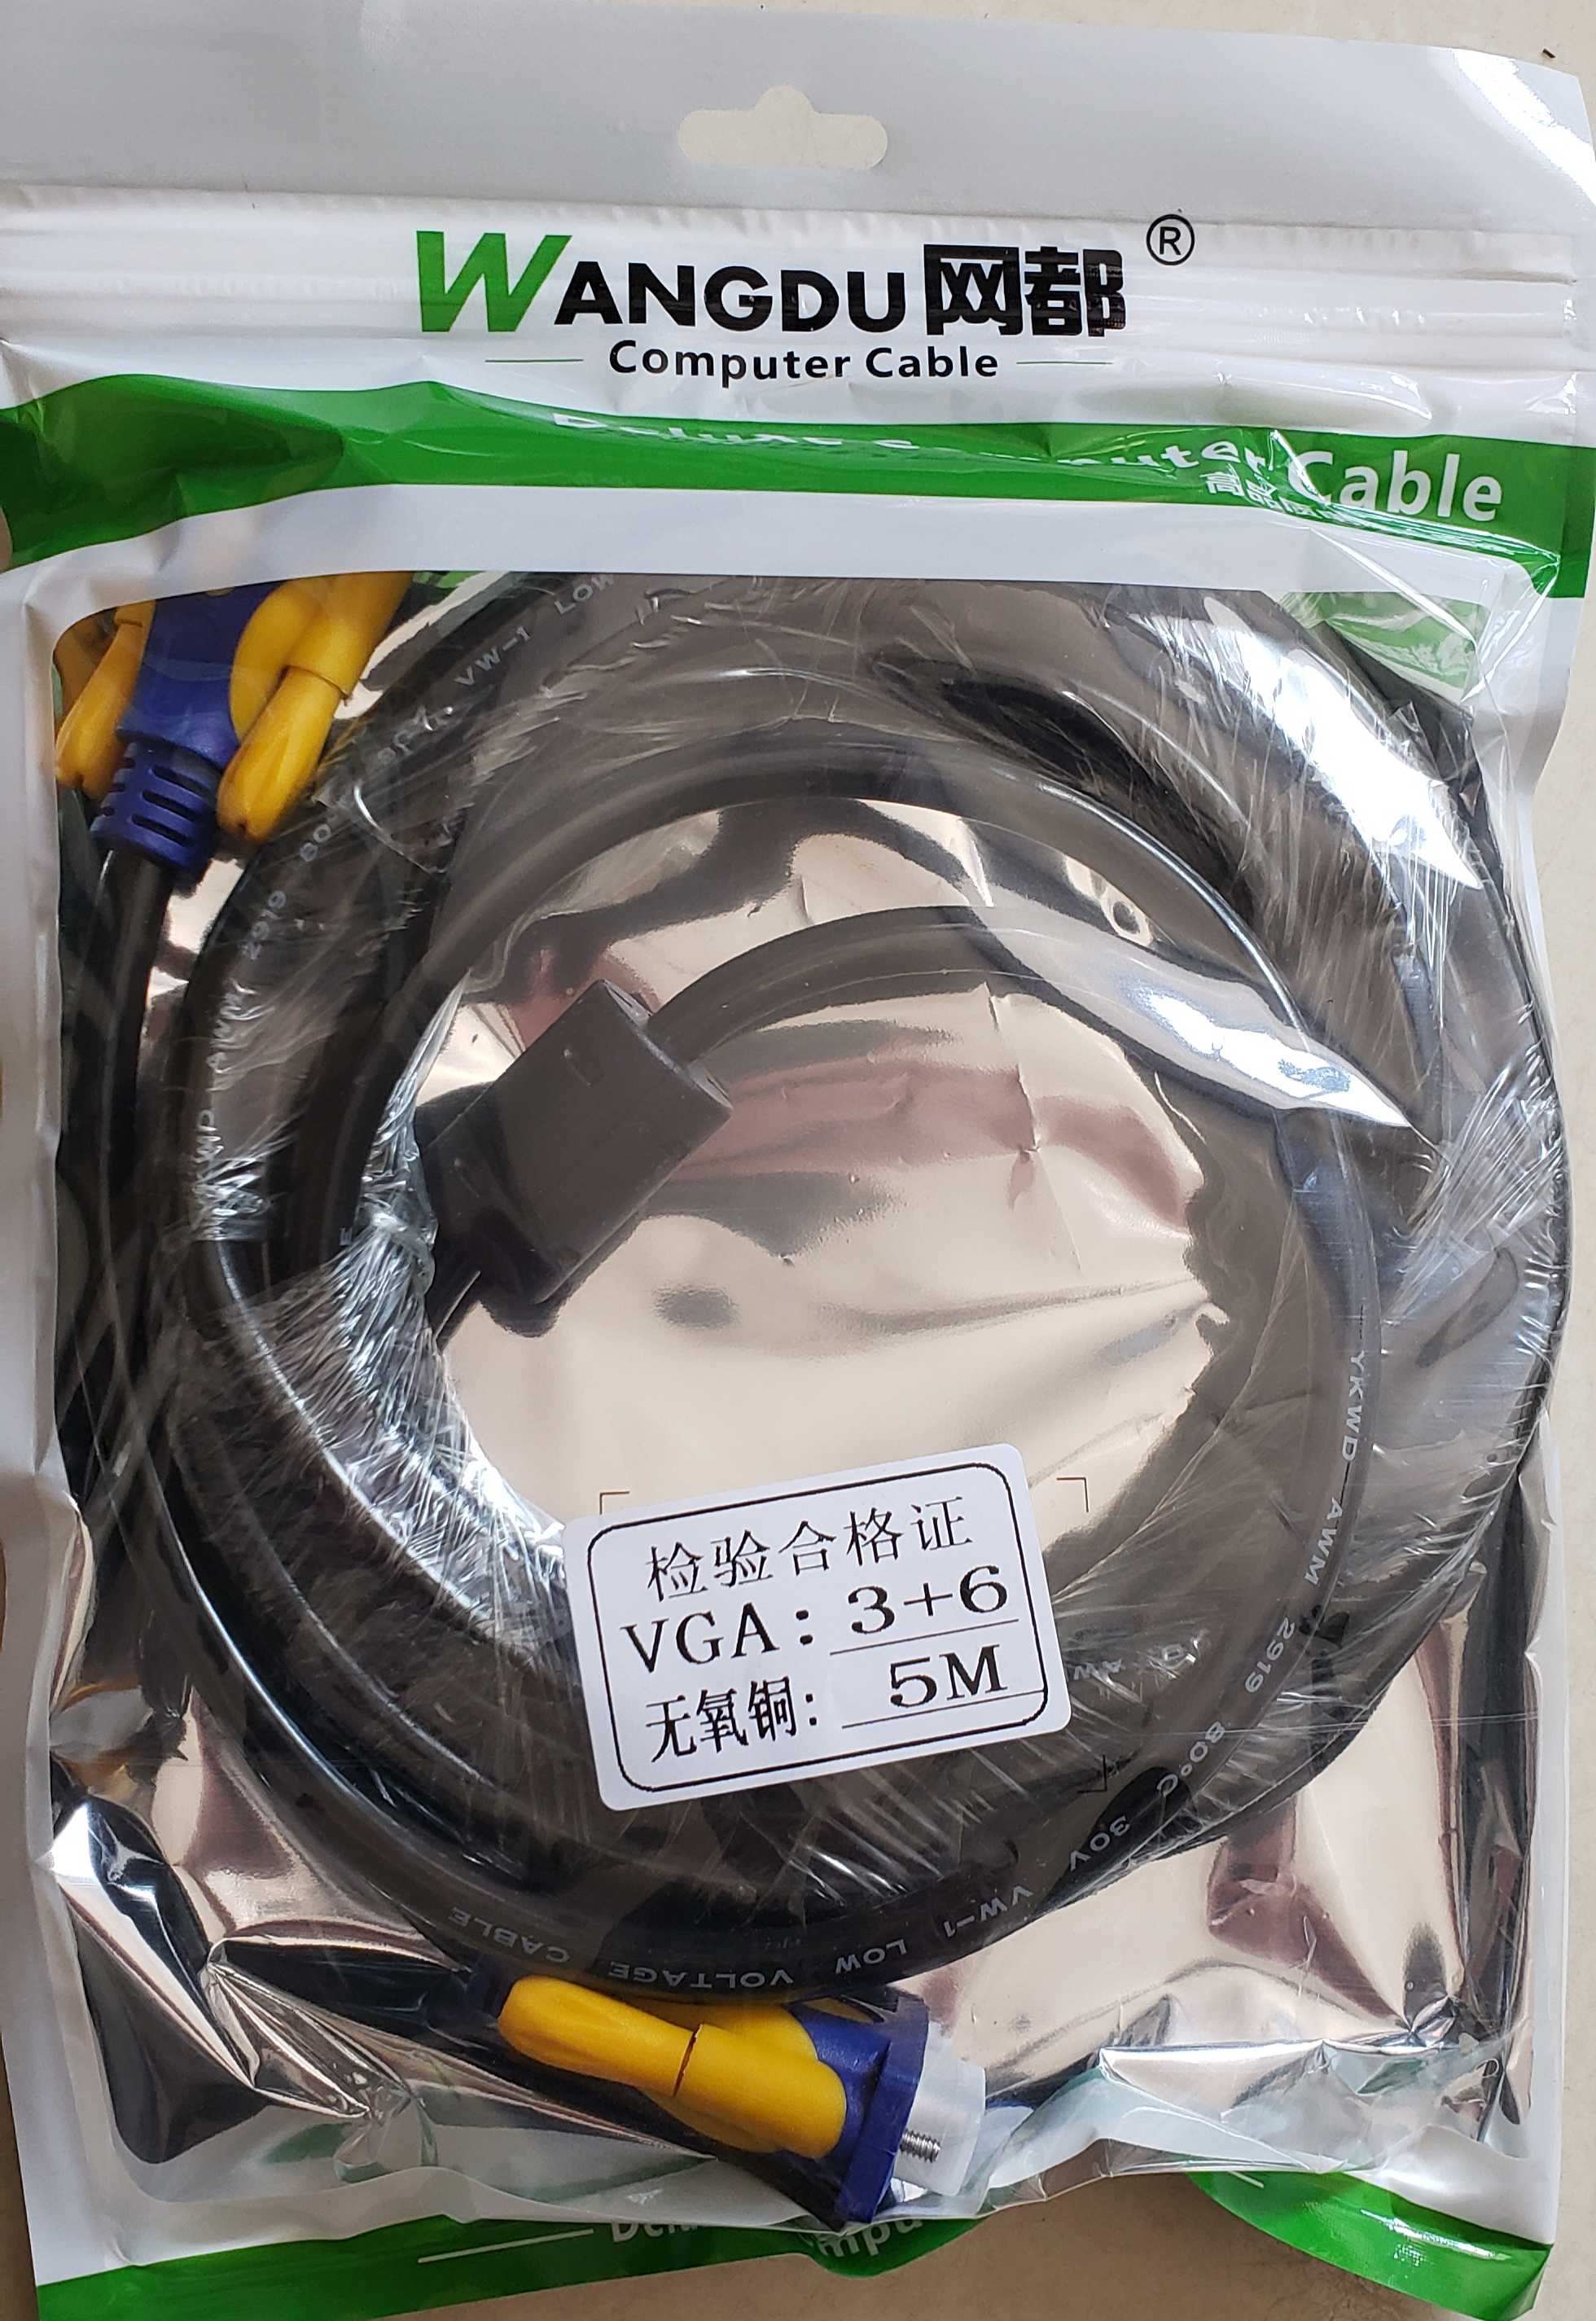 WANGDU网都®
Computer Cable
Cable
VW-1 LOW
2919
检验合格证
VGA: 3+6
无氧铜: 5M
YKWD AWM 2919 80°C 30V VW-1 LOW VOLTAGE CABLE